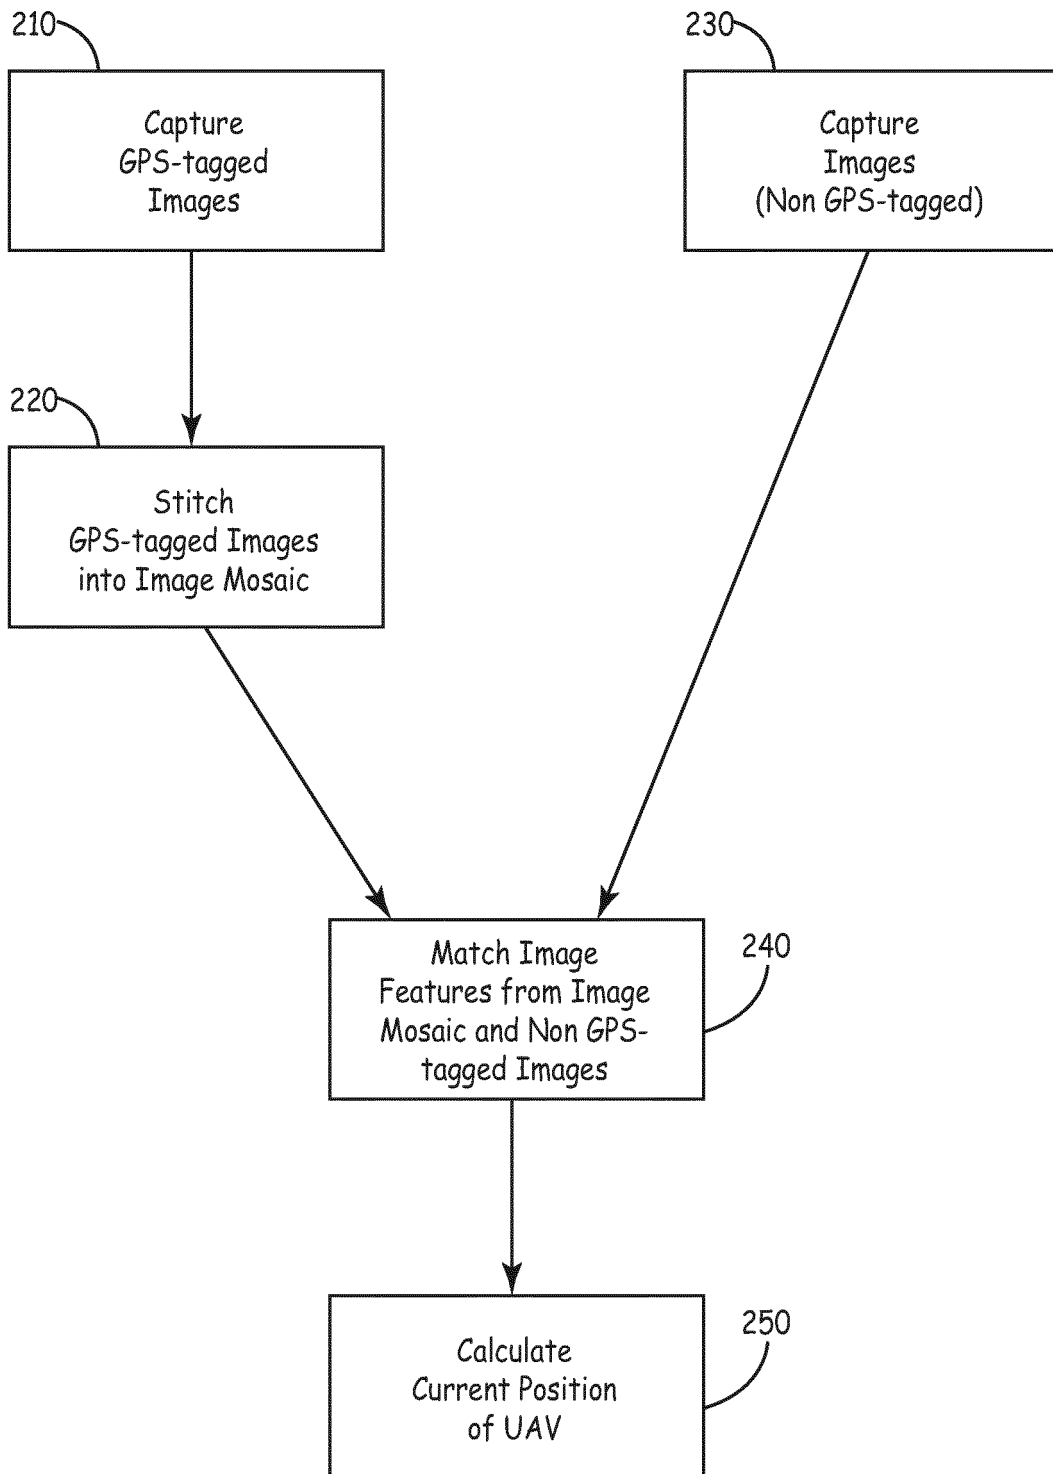 210
Capture
GPS-tagged
Images
230
Capture
Images
(Non GPS-tagged)
220
Stitch
GPS-tagged Images
into Image Mosaic
240
Match Image
Features from Image
Mosaic and Non GPS-
tagged Images
250
Calculate
Current Position
of UAV